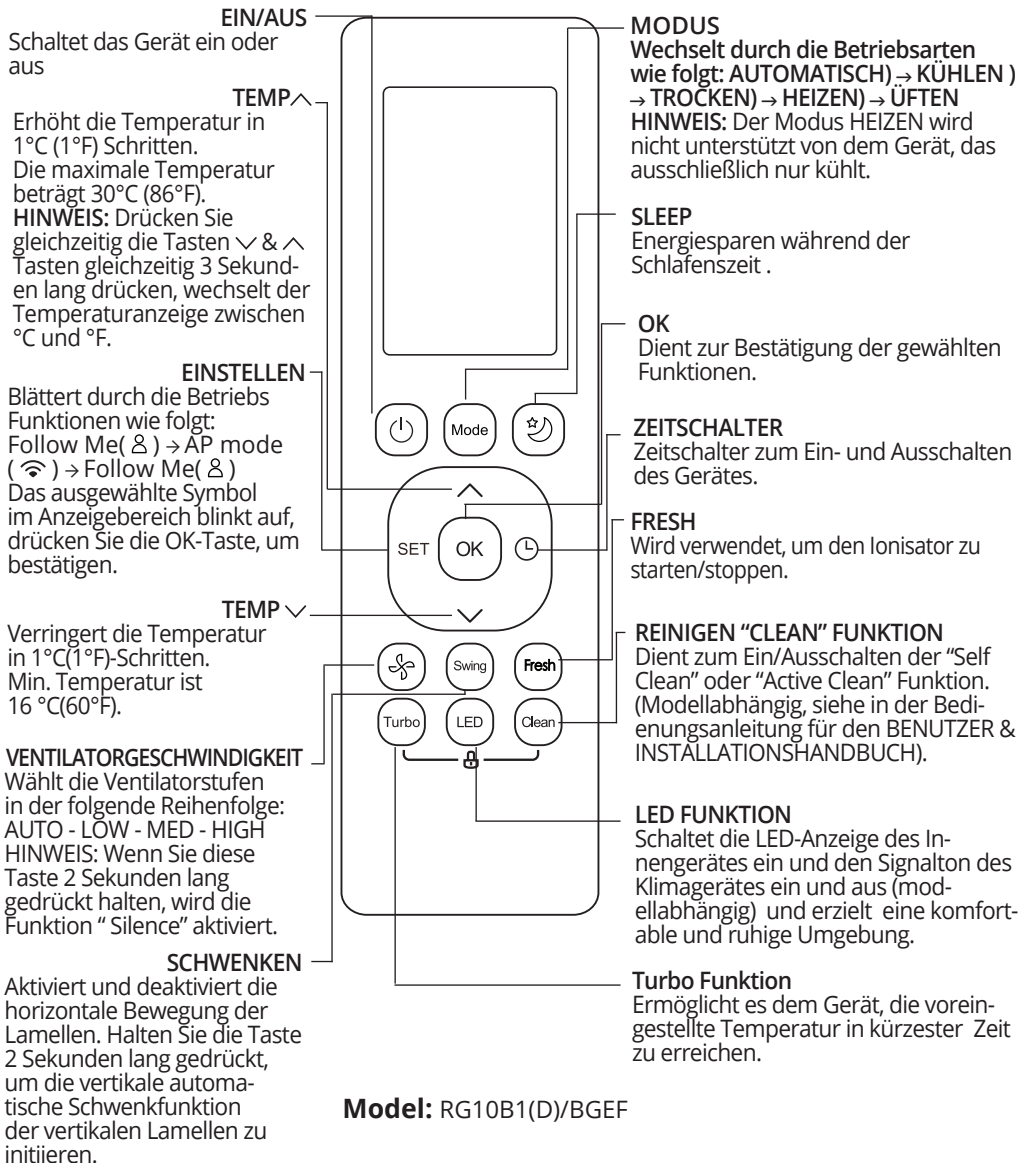 EIN/AUS
Schaltet das Gerät ein oder
aus
TEMP
Erhöht die Temperatur in
1°C (1°F) Schritten.
Die maximale Temperatur
beträgt 30°C (86°F).
HINWEIS: Drücken Sie
gleichzeitig die Tasten ﹀ & ︿
Tasten gleichzeitig 3 Sekund-
en lang drücken, wechselt der
Temperaturanzeige zwischen
°C und °F.
EINSTELLEN
Blättert durch die Betriebs
Funktionen wie folgt:
Follow Me( ) → AP mode
( ) → Follow Me( )
Das ausgewählte Symbol
im Anzeigebereich blinkt auf,
drücken Sie die OK-Taste, um
bestätigen.
TEMP
Verringert die Temperatur
in 1°C(1°F)-Schritten.
Min. Temperatur ist
16 °C(60°F).
VENTILATORGESCHWINDIGKEIT
Wählt die Ventilatorstufen
in der folgende Reihenfolge:
AUTO - LOW - MED - HIGH
HINWEIS: Wenn Sie diese
Taste 2 Sekunden lang
gedrückt halten, wird die
Funktion “ Silence” aktiviert.
SCHWENKEN
Aktiviert und deaktiviert die
horizontale Bewegung der
Lamellen. Halten Sie die Taste
2 Sekunden lang gedrückt,
um die vertikale automa-
tische Schwenkfunktion
der vertikalen Lamellen zu
initiieren.
Mode
SET
OK
Swing
Fresh
Turbo
LED
Clean
MODUS
Wechselt durch die Betriebsarten
wie folgt: AUTOMATISCH) → KÜHLEN )
→ TROCKEN) → HEIZEN) → ÜFTEN
HINWEIS: Der Modus HEIZEN wird
nicht unterstützt von dem Gerät, das
ausschließlich nur kühlt.
SLEEP
Energiesparen während der
Schlafenszeit .
OK
Dient zur Bestätigung der gewählten
Funktionen.
ZEITSCHALTER
Zeitschalter zum Ein- und Ausschalten
des Gerätes.
FRESH
Wird verwendet, um den Ionisator zu
starten/stoppen.
REINIGEN “CLEAN” FUNKTION
Dient zum Ein/Ausschalten der “Self
Clean” oder “Active Clean” Funktion.
(Modellabhängig, siehe in der Bedi-
enungsanleitung für den BENUTZER &
INSTALLATIONSHANDBUCH).
LED FUNKTION
Schaltet die LED-Anzeige des In-
nengerätes ein und den Signalton des
Klimagerätes ein und aus (mod-
ellabhängig) und erzielt eine komfort-
able und ruhige Umgebung.
Turbo Funktion
Ermöglicht es dem Gerät, die vorein-
gestellte Temperatur in kürzester Zeit
zu erreichen.
Model: RG10B1(D)/BGEF